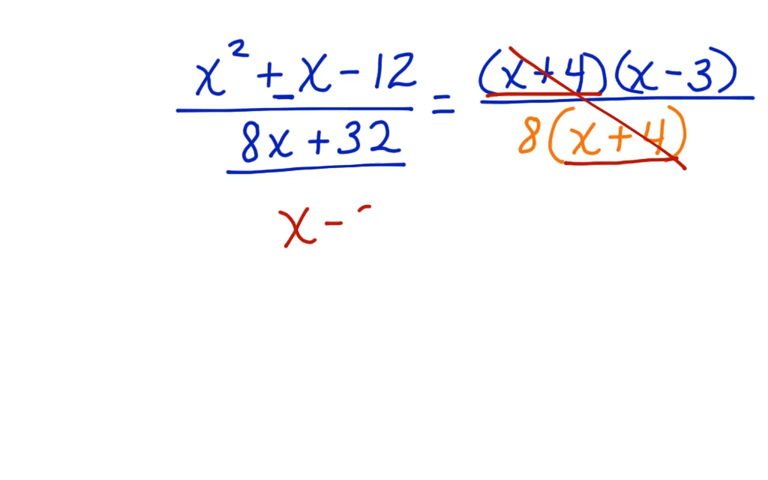 x² + x - 12 = (x + 4)(x - 3)
8x + 32 8(x + 4)
x -